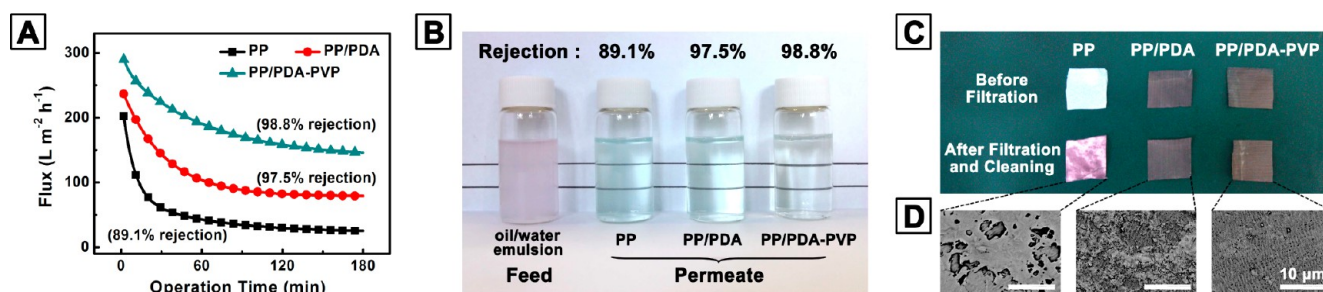 A
PP PP/PDA
PP/PDA-PVP
300
200
100
0
(98.8% rejection)
(97.5% rejection)
(89.1% rejection)
Flux (L m⁻² h⁻¹)
0 60 120 180
Operation Time (min)
B
Rejection : 89.1% 97.5% 98.8%
oil/water
emulsion
PP PP/PDA PP/PDA-PVP
Feed
Permeate
C
PP PP/PDA PP/PDA-PVP
Before
Filtration
After Filtration
and Cleaning
D
10 μm